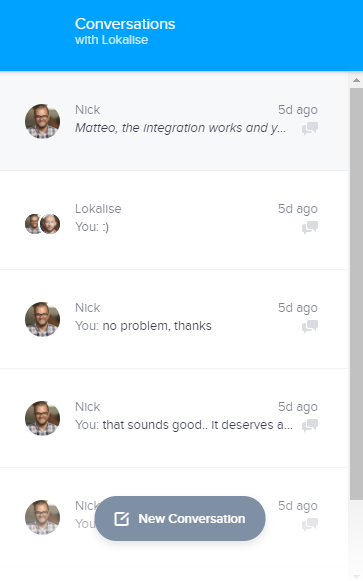 Conversations
with Lokalise
Nick 5d ago
Matteo, the integration works and y...
Lokalise 5d ago
You: :)
Nick 5d ago
You: no problem, thanks
Nick 5d ago
You: that sounds good.. it deserves a...
Nick 5d ago
You:
New Conversation